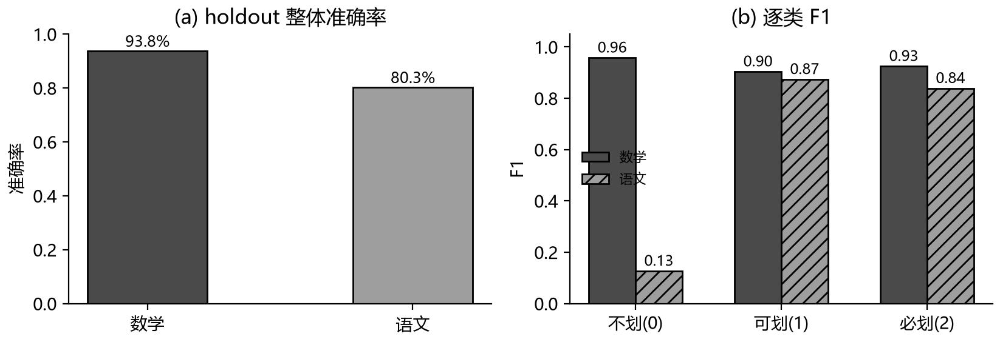 (a) holdout 整体准确率
准确率
1.0
0.8
0.6
0.4
0.2
0.0
93.8%
80.3%
数学
语文
(b) 逐类 F1
F1
1.0
0.8
0.6
0.4
0.2
0.0
0.96
0.13
0.90
0.87
0.93
0.84
数学
语文
不划(0)
可划(1)
必划(2)